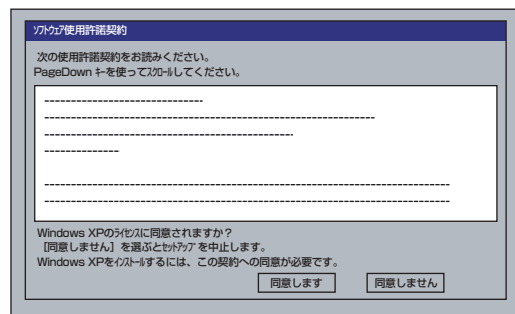 ｿﾌﾄｳｪｱ使用許諾契約
次の使用許諾契約をお読みください。
PageDown ｷｰを使ってｽｸﾛｰﾙしてください。
Windows XPのﾗｲｾﾝｽに同意されますか？
［同意しません］を選ぶとｾｯﾄｱｯﾌﾟを中止します。
Windows XPをｲﾝｽﾄｰﾙするには、この契約への同意が必要です。
同意します 同意しません